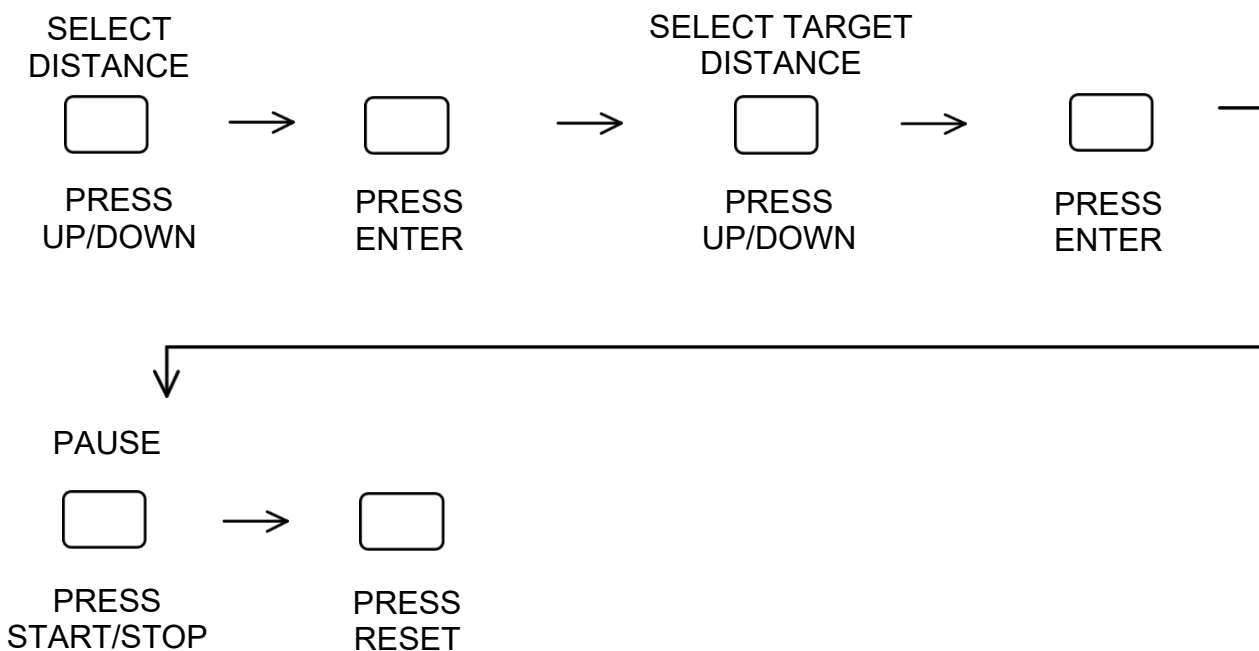 SELECT
DISTANCE
SELECT TARGET
DISTANCE
PRESS
UP/DOWN
PRESS
ENTER
PRESS
UP/DOWN
PRESS
ENTER
PAUSE
PRESS
START/STOP
PRESS
RESET